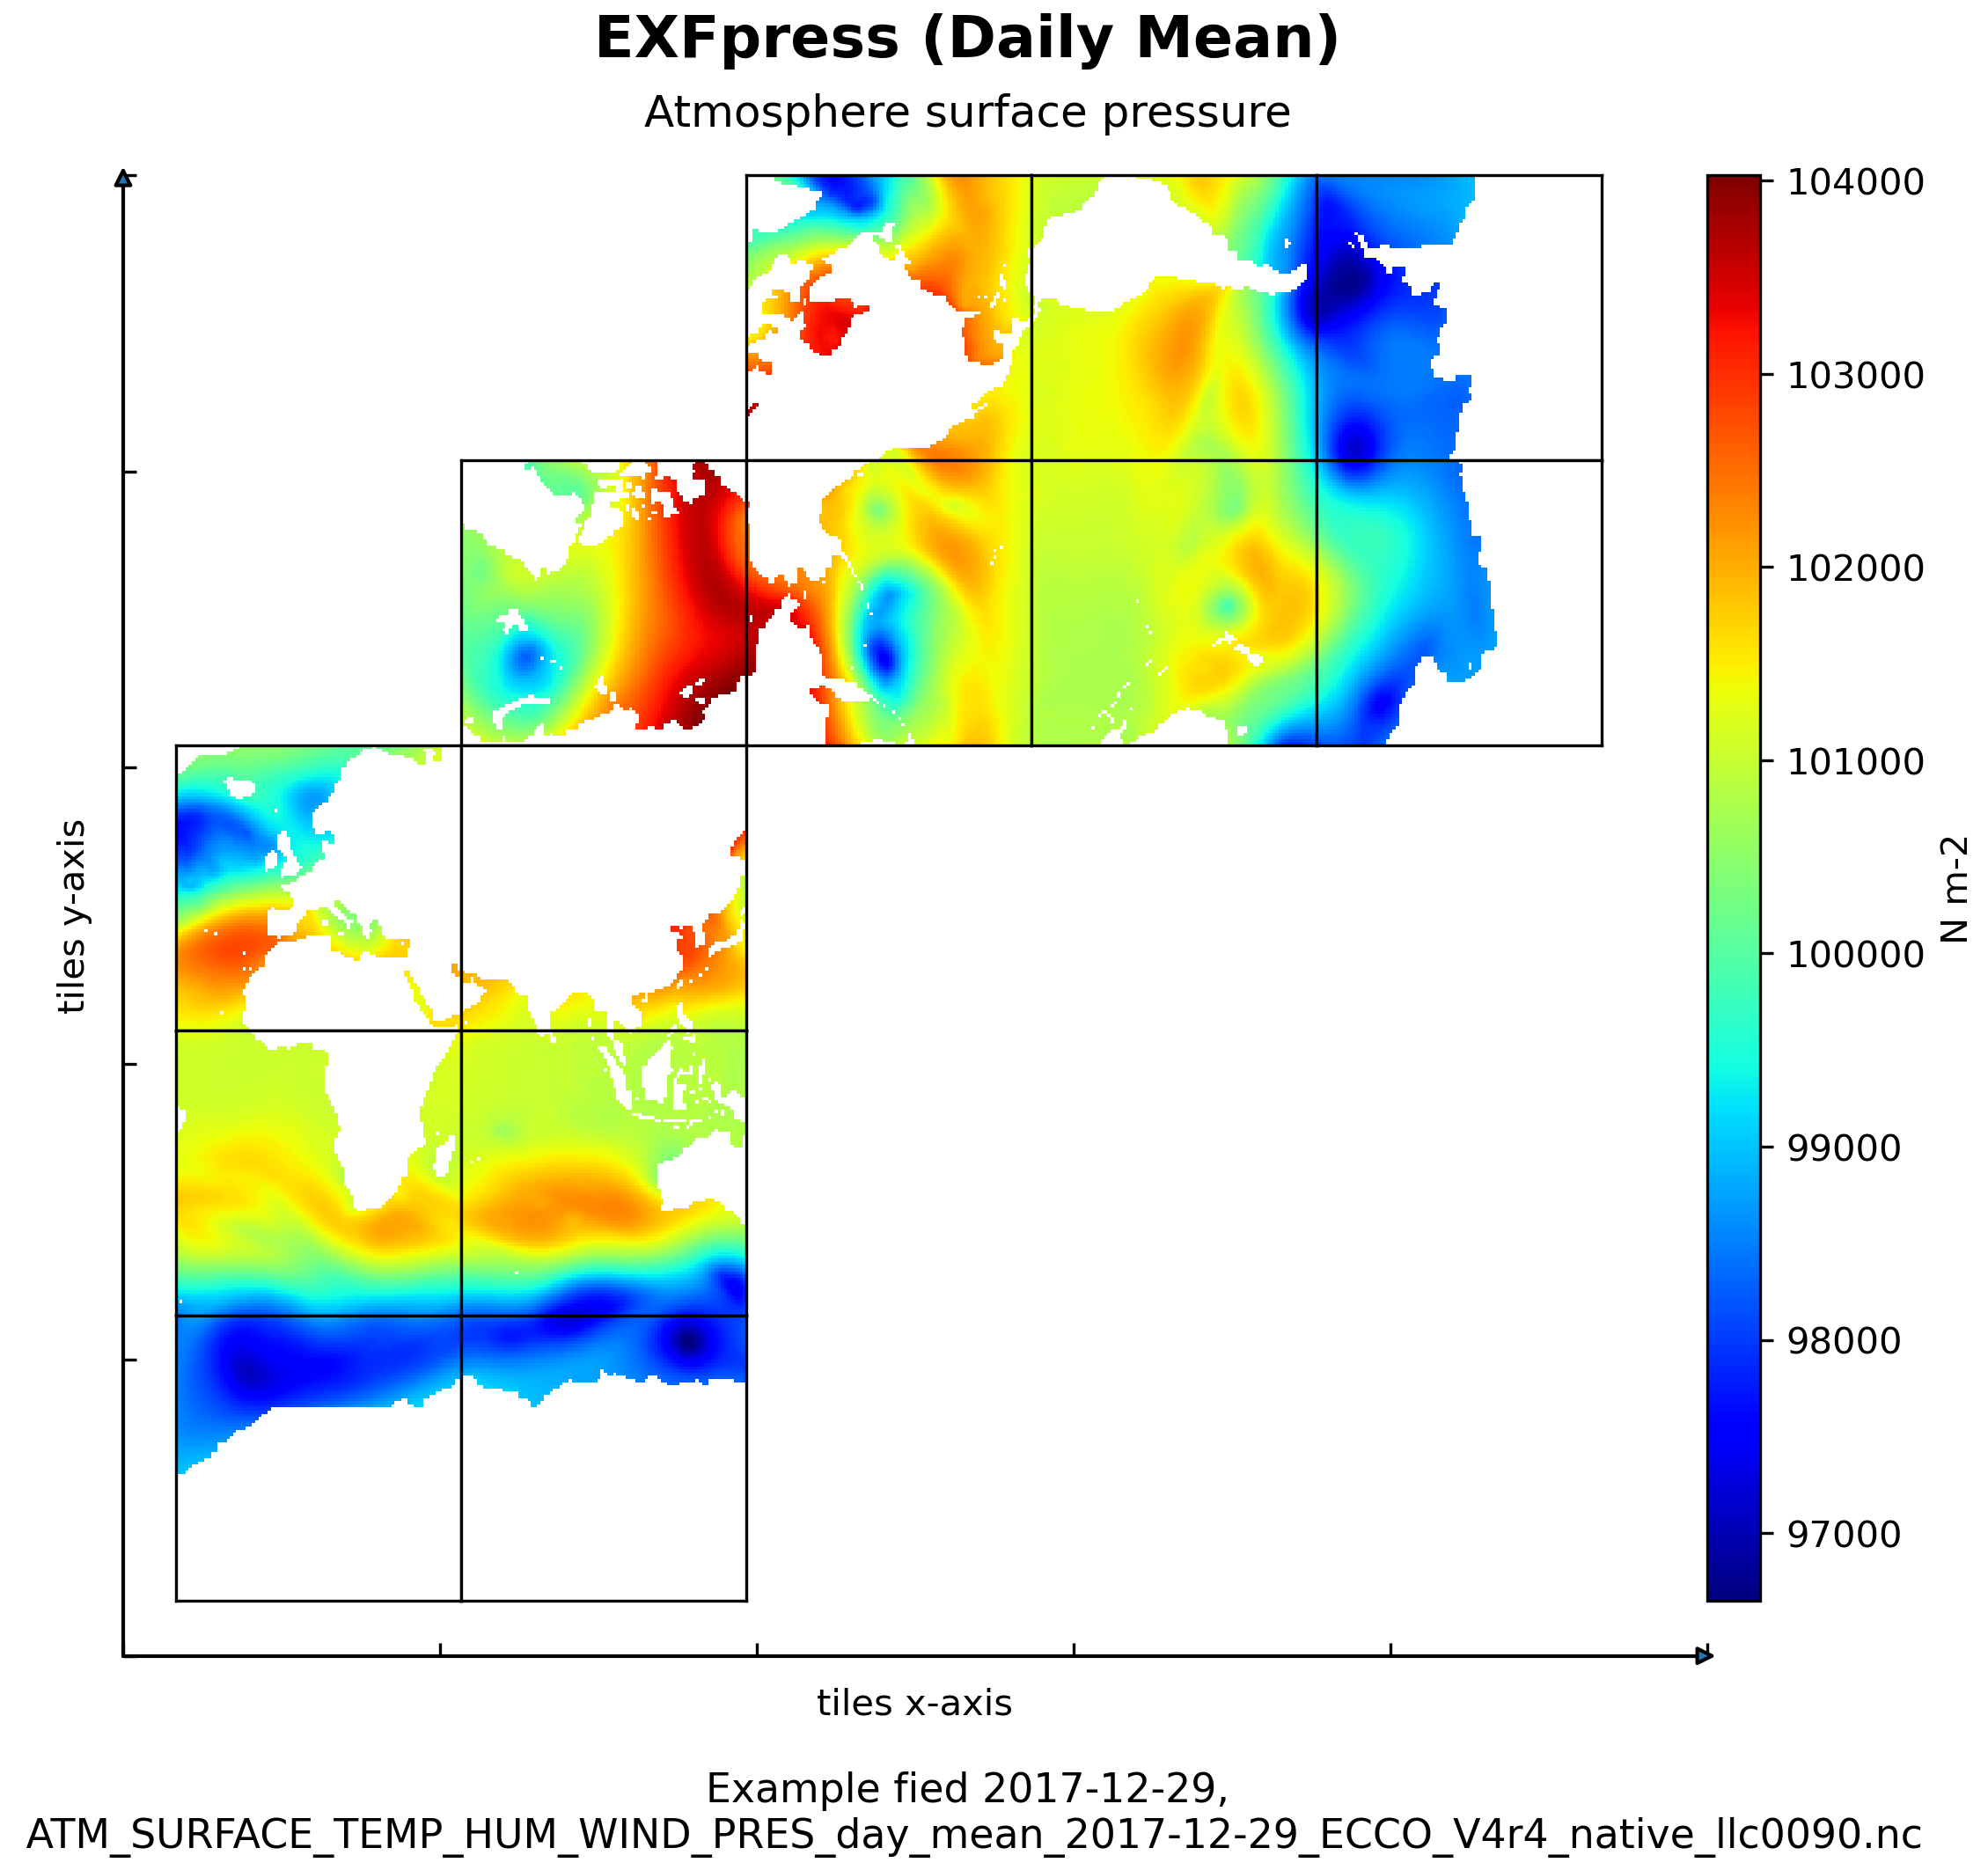 EXFpress (Daily Mean)
Atmosphere surface pressure
104000
103000
102000
101000
100000
99000
98000
97000
N m-2
tiles y-axis
tiles x-axis
Example fied 2017-12-29,
ATM_SURFACE_TEMP_HUM_WIND_PRES_day_mean_2017-12-29_ECCO_V4r4_native_llc0090.nc